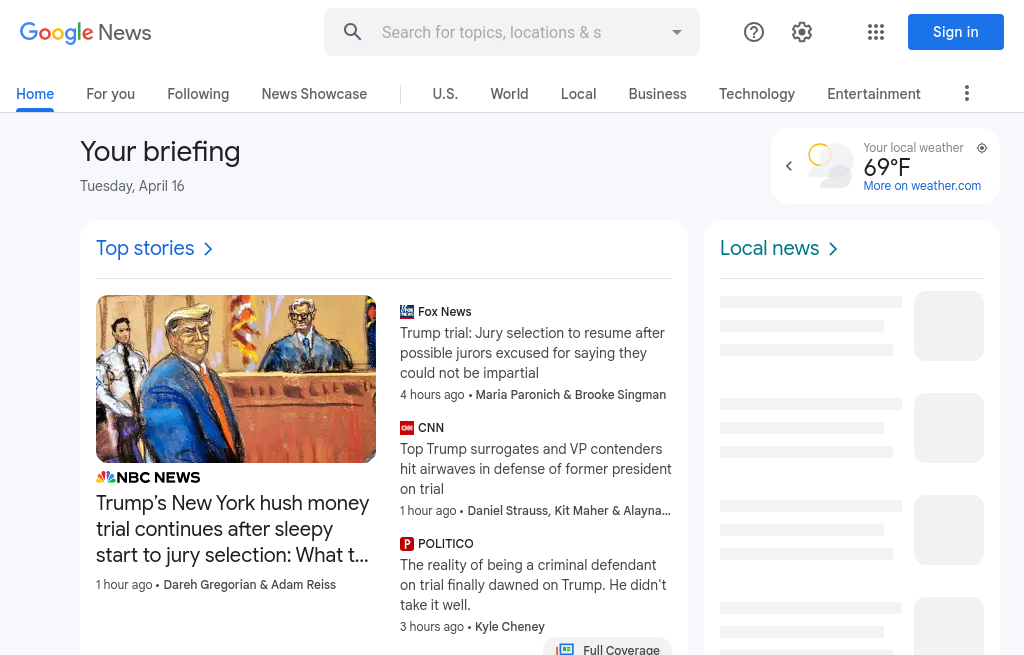 Google News
Search for topics, locations & s
Sign in
Home
For you
Following
News Showcase
U.S.
World
Local
Business
Technology
Entertainment
Your briefing
Tuesday, April 16
Your local weather
69°F
More on weather.com
Top stories
NBC NEWS
Trump’s New York hush money
trial continues after sleepy
start to jury selection: What t...
1 hour ago • Dareh Gregorian & Adam Reiss
Fox News
Trump trial: Jury selection to resume after
possible jurors excused for saying they
could not be impartial
4 hours ago • Maria Paronich & Brooke Singman
CNN
Top Trump surrogates and VP contenders
hit airwaves in defense of former president
on trial
1 hour ago • Daniel Strauss, Kit Maher & Alayna...
POLITICO
The reality of being a criminal defendant
on trial finally dawned on Trump. He didn't
take it well.
3 hours ago • Kyle Cheney
Full Coverage
Local news